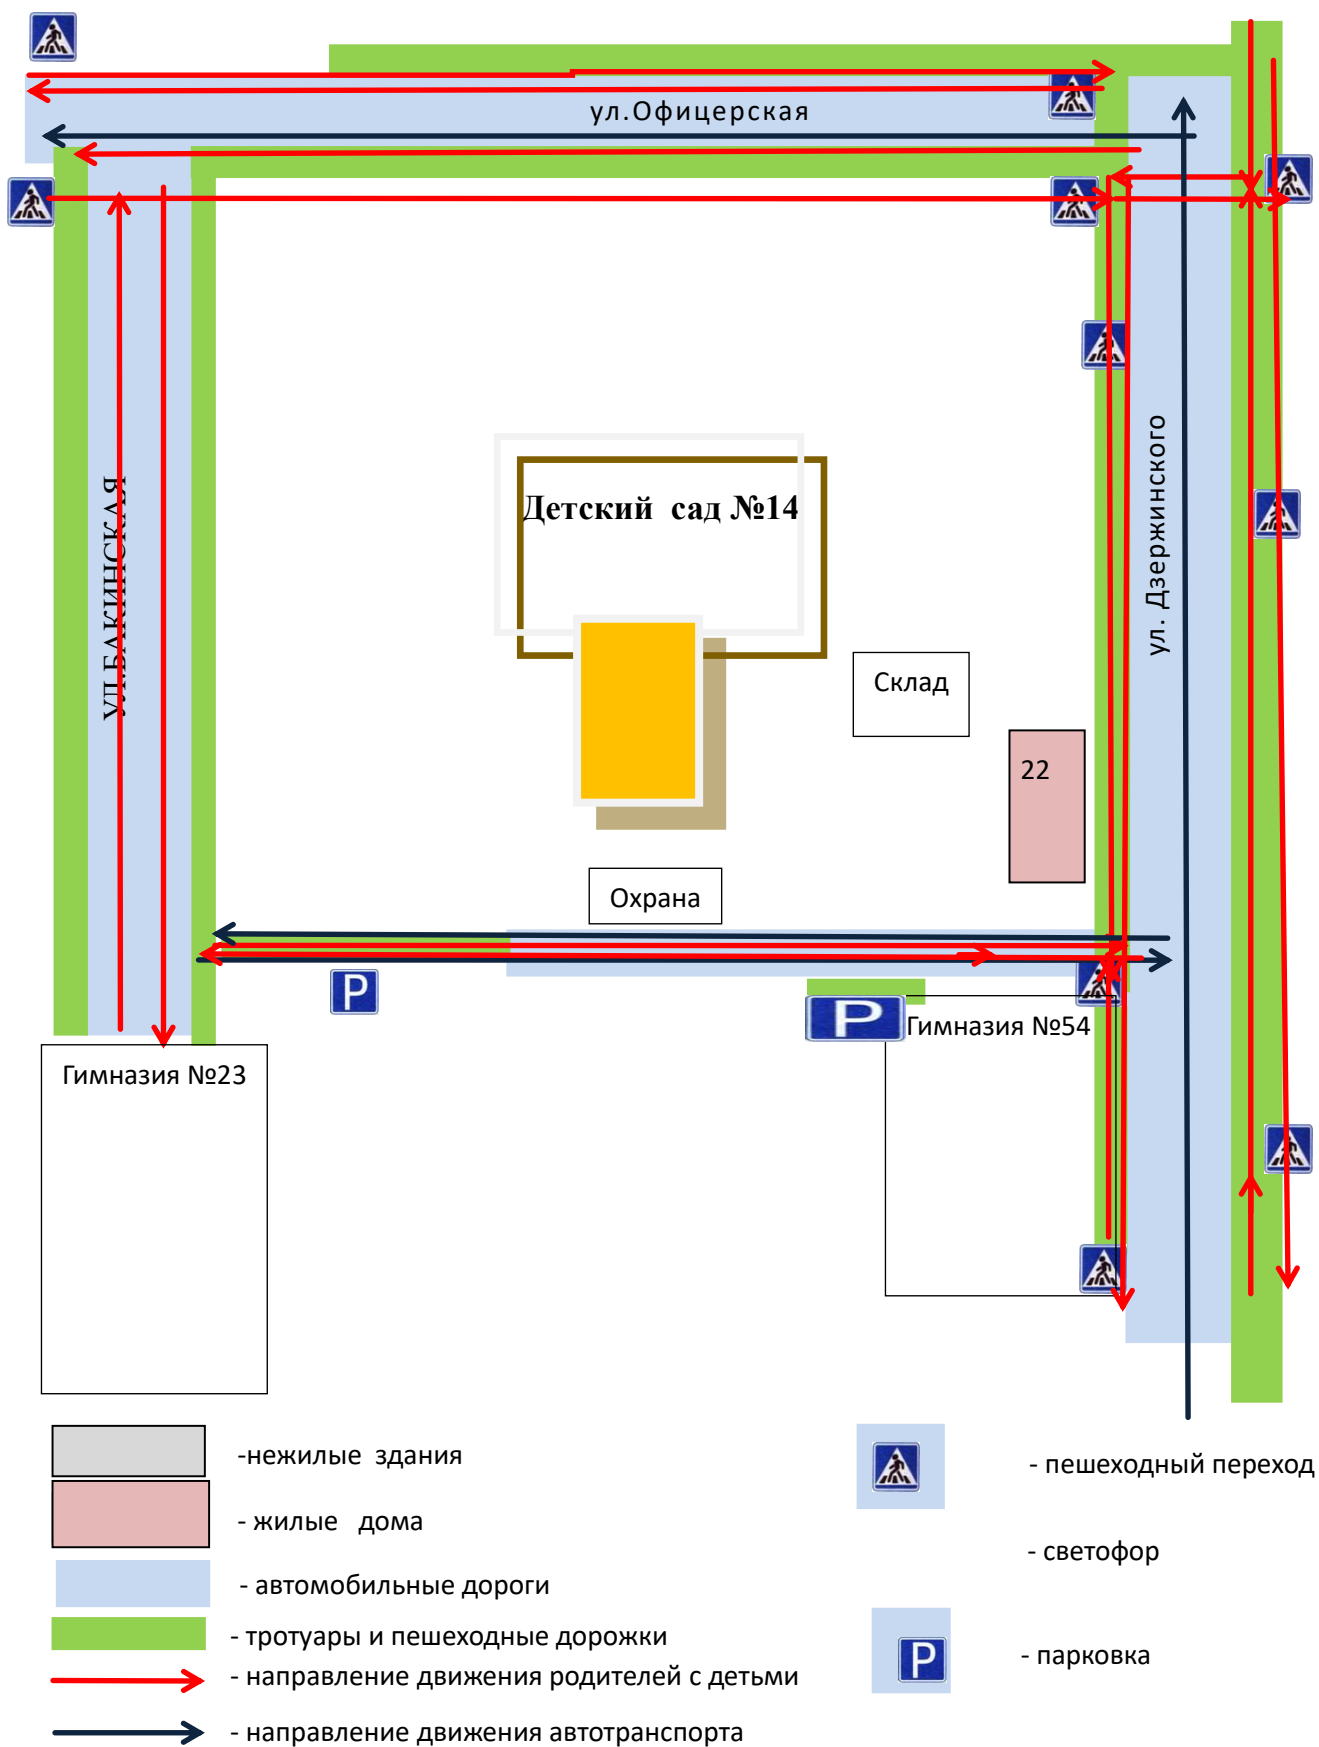 ул.Офицерская
УЛ.БАКИНСКАЯ
ул. Дзержинского
Детский сад №14
Склад
22
Охрана
P
P
Гимназия №54
Гимназия №23
-нежилые здания
- жилые дома
- автомобильные дороги
- тротуары и пешеходные дорожки
- направление движения родителей с детьми
- направление движения автотранспорта
- пешеходный переход
- светофор
P
- парковка